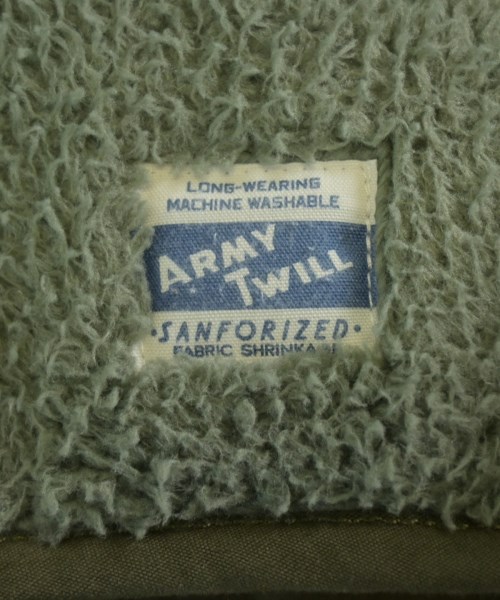 LONG-WEARING
MACHINE WASHABLE
ARMY
TWILL
·SANFORIZED·
FABRIC